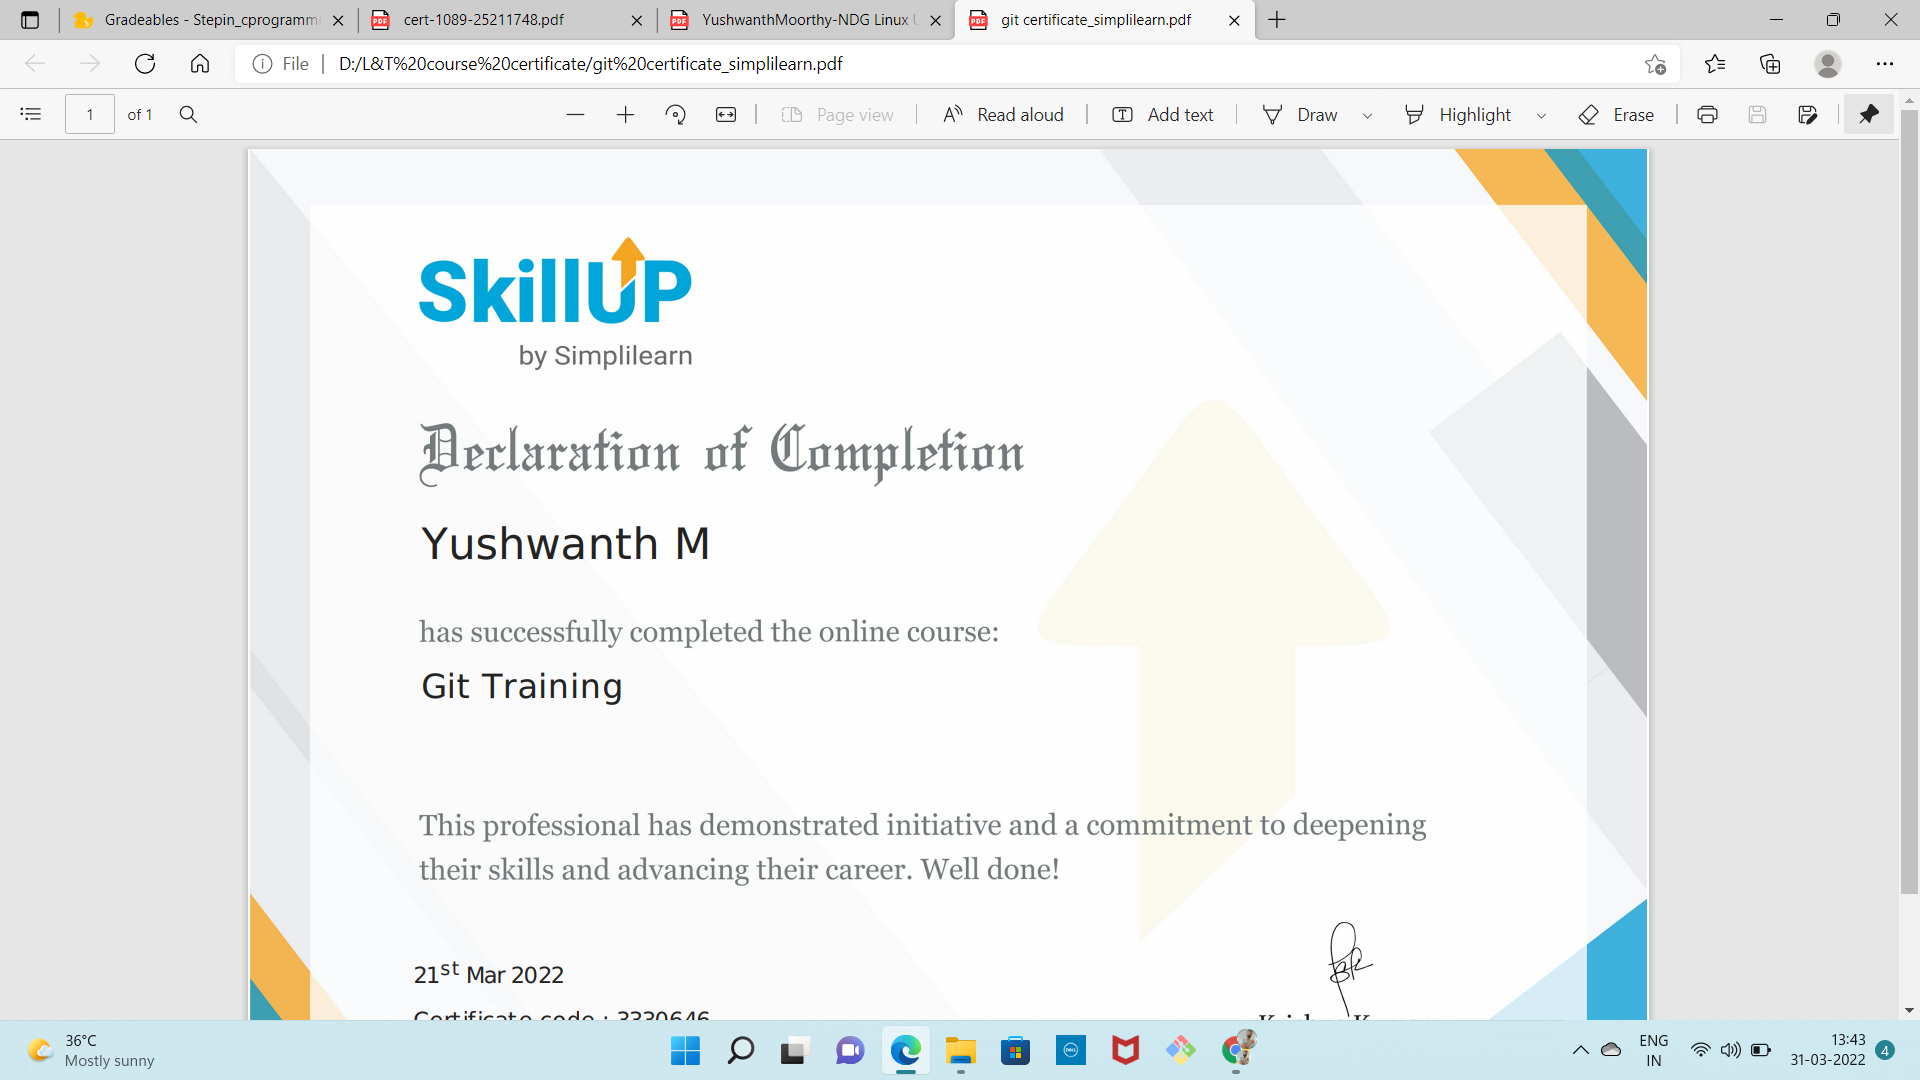 Gradeables - Stepin_cprogrammi
cert-1089-25211748.pdf
YushwanthMoorthy-NDG Linux U
git certificate_simplilearn.pdf
File
D:/L&T%20course%20certificate/git%20certificate_simplilearn.pdf
1 of 1
Page view
Read aloud
Add text
Draw
Highlight
Erase
SkillUP
by Simplilearn
Declaration of Completion
Yushwanth M
has successfully completed the online course:
Git Training
This professional has demonstrated initiative and a commitment to deepening
their skills and advancing their career. Well done!
21st Mar 2022
Certificate code : 3330646
36°C
Mostly sunny
ENG
IN
13:43
31-03-2022
4